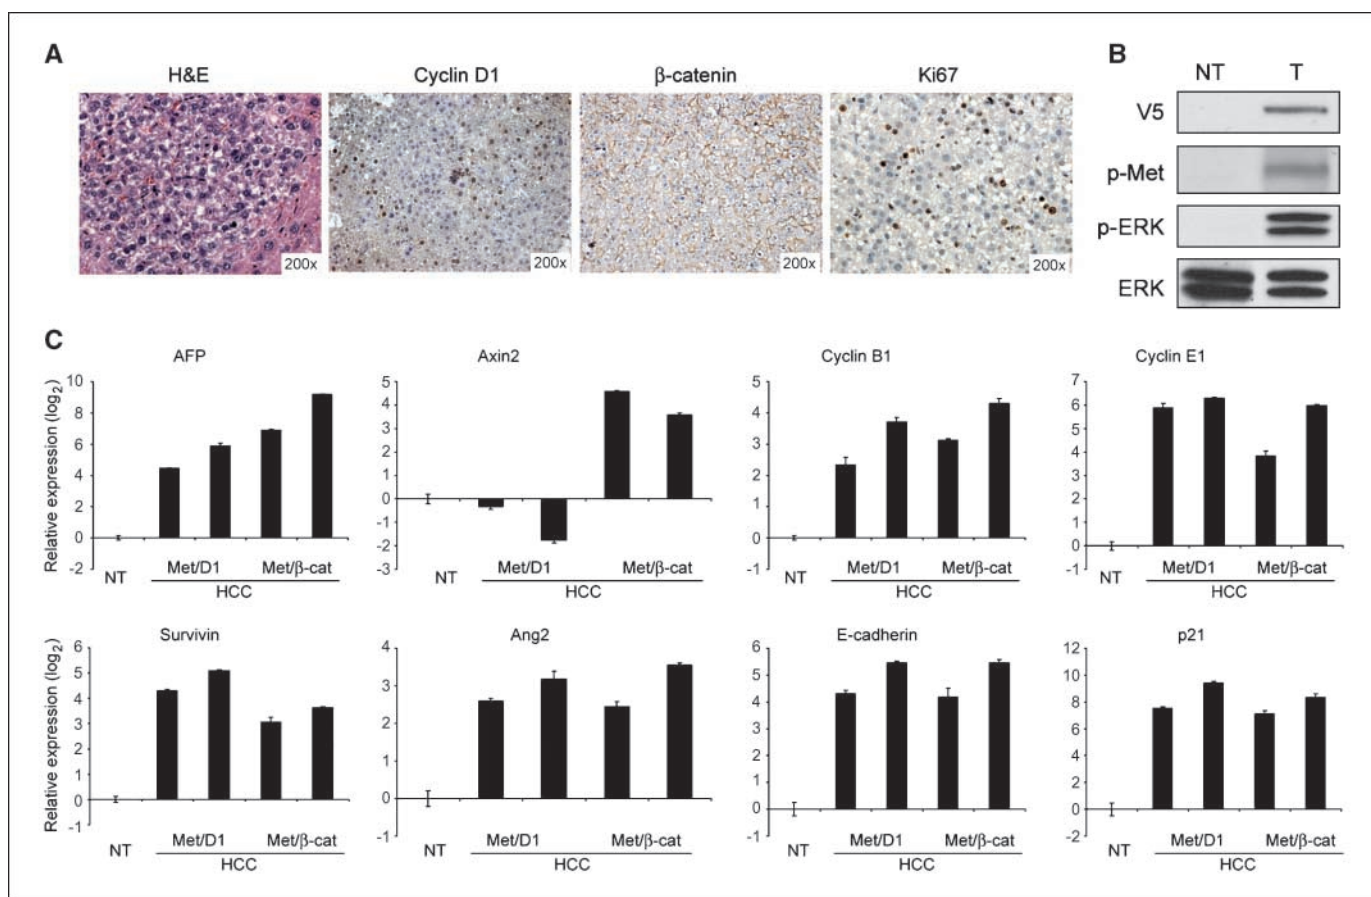 A
H&E
Cyclin D1
β-catenin
Ki67
200x
200x
200x
200x
B
NT T
V5
p-Met
p-ERK
ERK
C
AFP
Relative expression (log2)
10
8
6
4
2
0
-2
NT
Met/D1 Met/β-cat
HCC
Axin2
5
4
3
2
1
0
-1
-2
-3
NT
Met/D1 Met/β-cat
HCC
Cyclin B1
5
4
3
2
1
0
-1
NT
Met/D1 Met/β-cat
HCC
Cyclin E1
7
6
5
4
3
2
1
0
-1
NT
Met/D1 Met/β-cat
HCC
Survivin
Relative expression (log2)
6
5
4
3
2
1
0
-1
NT
Met/D1 Met/β-cat
HCC
Ang2
4
3
2
1
0
-1
NT
Met/D1 Met/β-cat
HCC
E-cadherin
6
5
4
3
2
1
0
-1
NT
Met/D1 Met/β-cat
HCC
p21
12
10
8
6
4
2
0
-2
NT
Met/D1 Met/β-cat
HCC